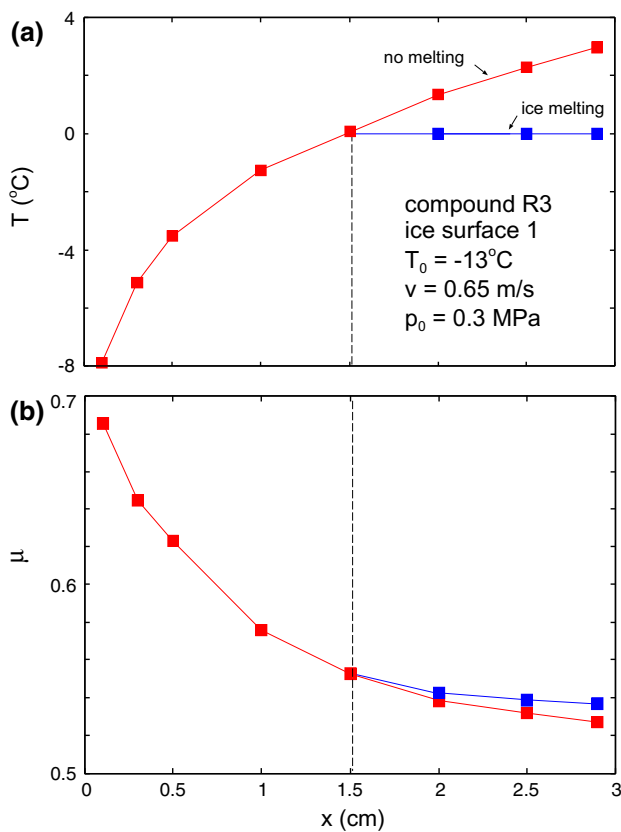 (a)
4
0
-4
-8
T (°C)
no melting
ice melting
compound R3
ice surface 1
T₀ = -13°C
v = 0.65 m/s
p₀ = 0.3 MPa
(b)
0.7
0.6
0.5
μ
0 0.5 1 1.5 2 2.5 3
x (cm)